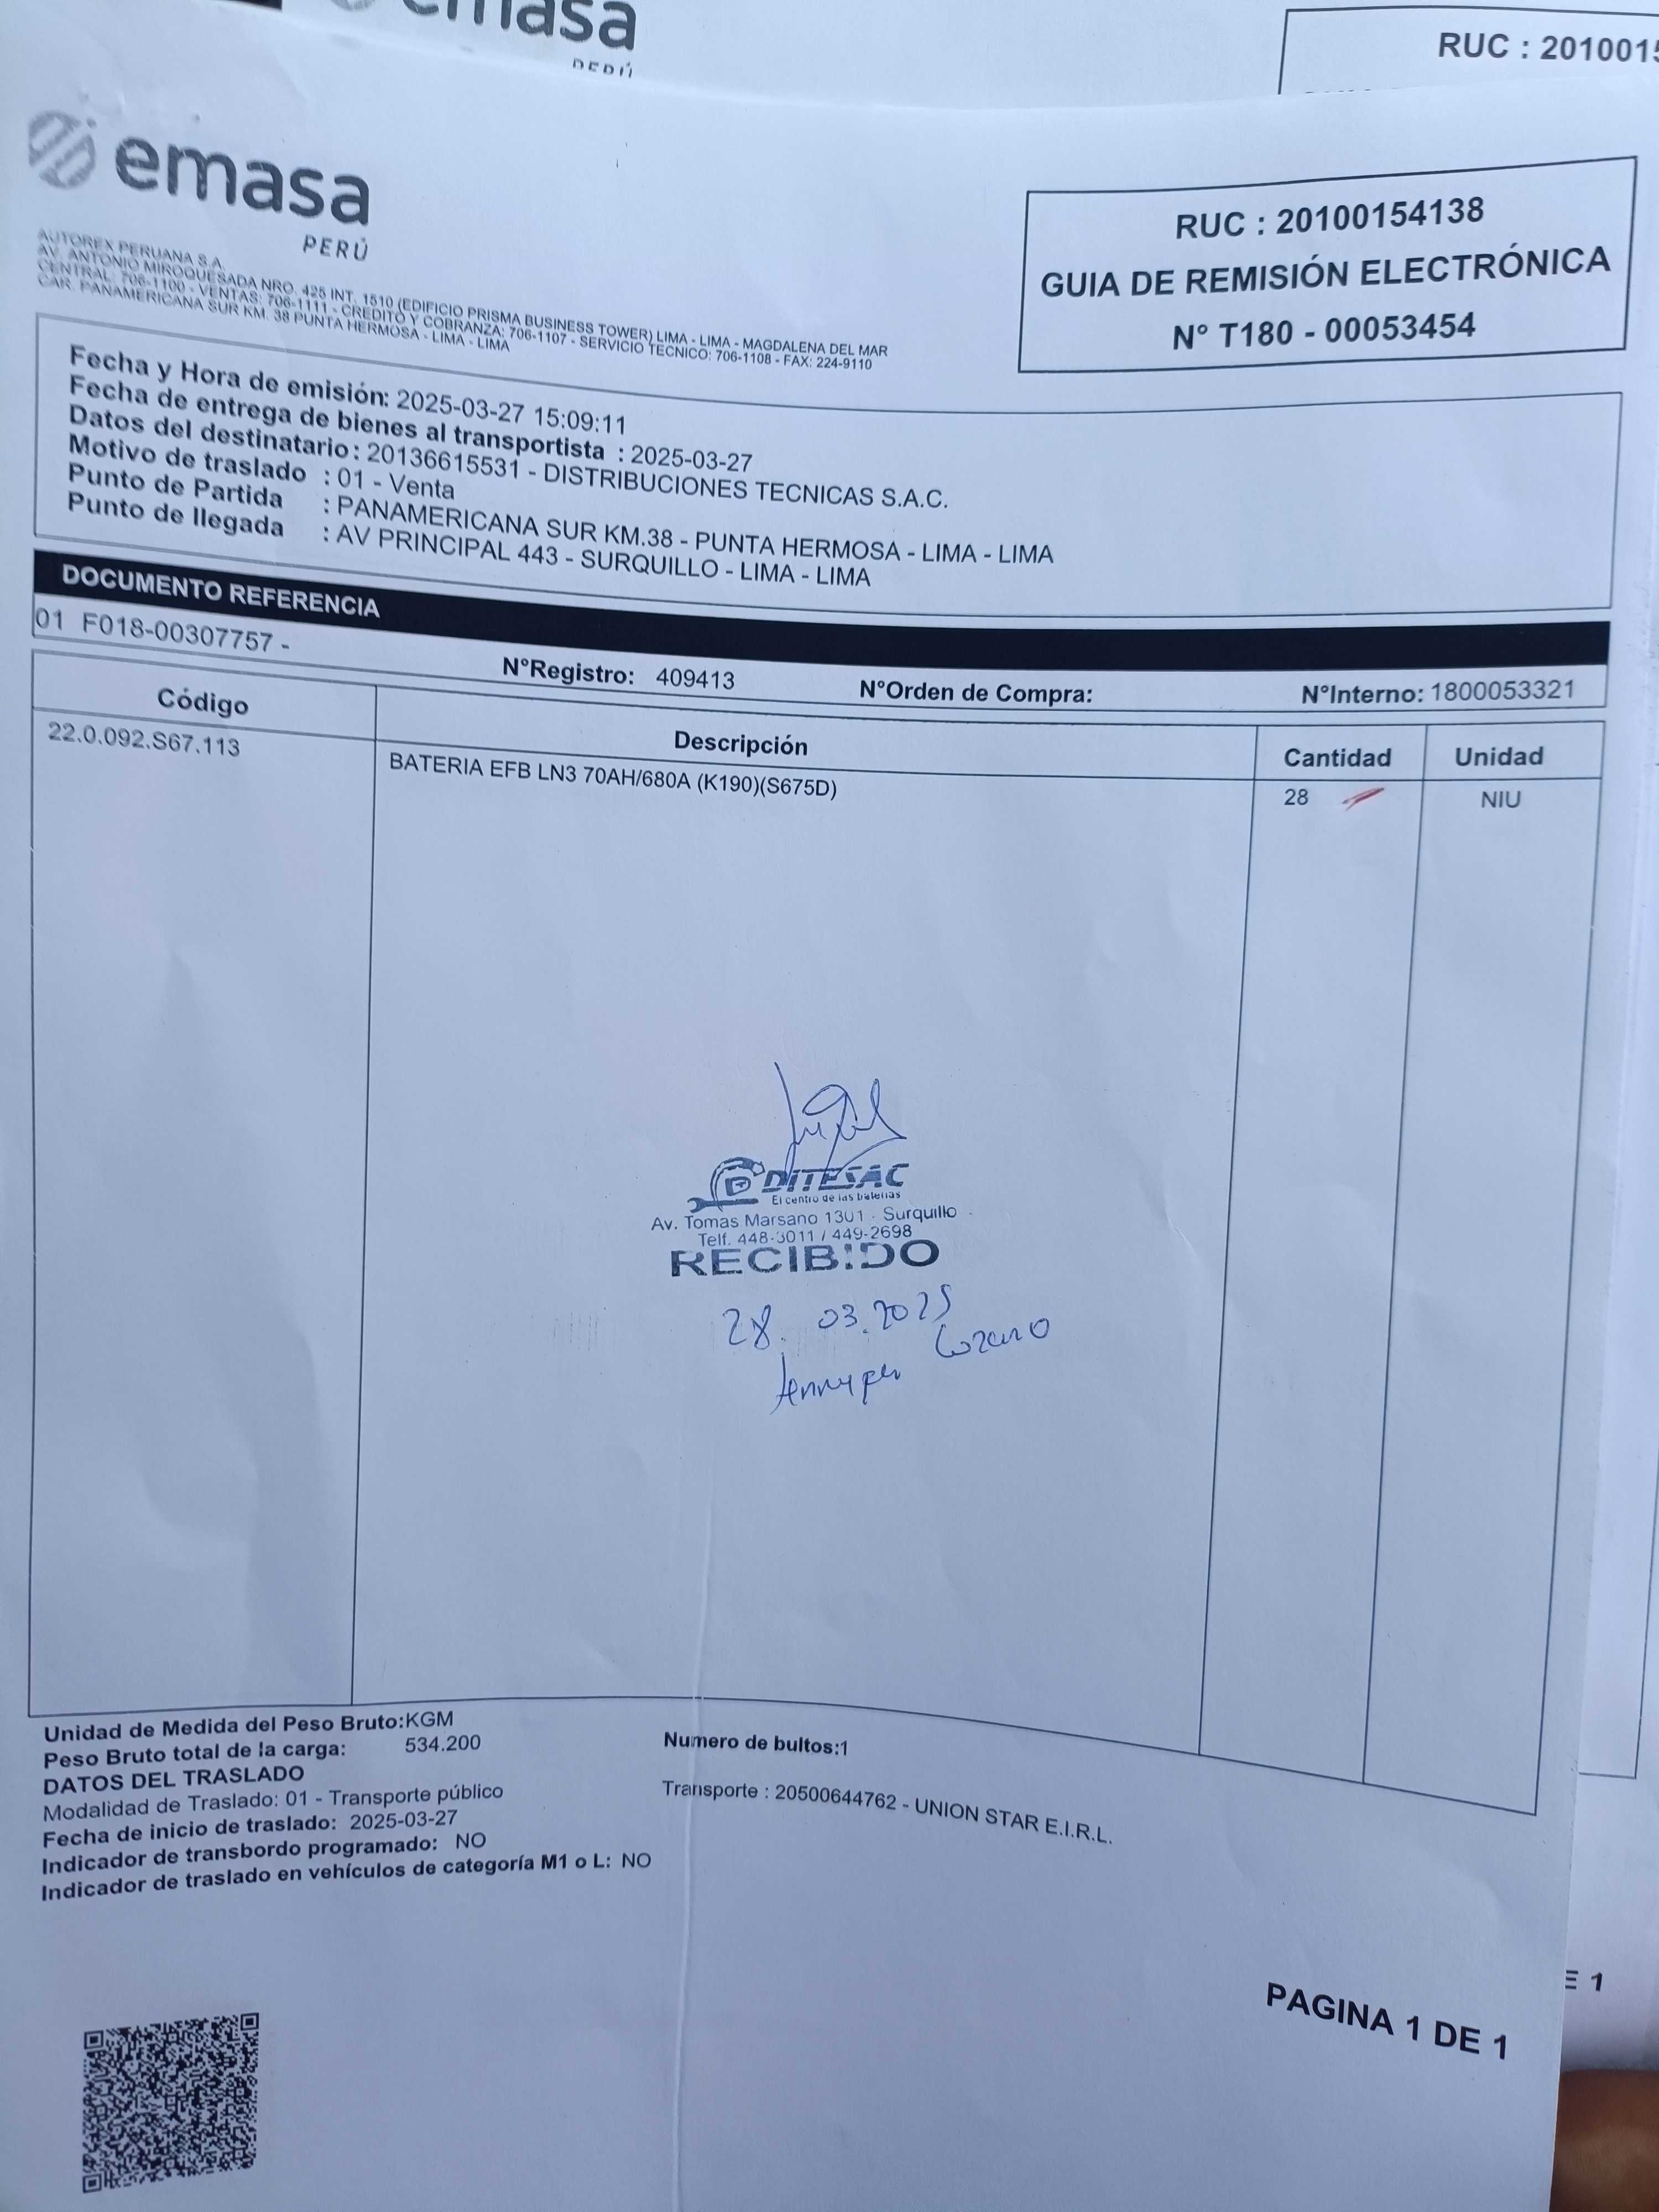 emasa
PERÚ
RUC : 201001
emasa
PERÚ
AUTOREX PERUANA S.A.
AV. ANTONIO MIROQUESADA NRO. 425 INT. 1510 (EDIFICIO PRISMA BUSINESS TOWER) LIMA - LIMA - MAGDALENA DEL MAR
CENTRAL: 706-1100 - VENTAS: 706-1111 - CREDITO Y COBRANZA: 706-1107 - SERVICIO TECNICO: 706-1108 - FAX: 224-9110
CAR. PANAMERICANA SUR KM. 38 PUNTA HERMOSA - LIMA - LIMA
RUC : 20100154138
GUIA DE REMISIÓN ELECTRÓNICA
N° T180 - 00053454
Fecha y Hora de emisión: 2025-03-27 15:09:11
Fecha de entrega de bienes al transportista : 2025-03-27
Datos del destinatario : 20136615531 - DISTRIBUCIONES TECNICAS S.A.C.
Motivo de traslado : 01 - Venta
Punto de Partida : PANAMERICANA SUR KM.38 - PUNTA HERMOSA - LIMA - LIMA
Punto de llegada : AV PRINCIPAL 443 - SURQUILLO - LIMA - LIMA
DOCUMENTO REFERENCIA
01 F018-00307757 -
N°Registro: 409413 N°Orden de Compra: N°Interno: 1800053321
Código Descripción Cantidad Unidad
22.0.092.S67.113 BATERIA EFB LN3 70AH/680A (K190)(S675D) 28 NIU
DITESAC
El centro de las baterias
Av. Tomas Marsano 1301 - Surquillo
Telf. 448-3011 / 449-2698
RECIBIDO
28. 03.2025
Lozano
Unidad de Medida del Peso Bruto:KGM
Peso Bruto total de la carga: 534.200 Numero de bultos:1
DATOS DEL TRASLADO
Modalidad de Traslado: 01 - Transporte público Transporte : 20500644762 - UNION STAR E.I.R.L.
Fecha de inicio de traslado: 2025-03-27
Indicador de transbordo programado: NO
Indicador de traslado en vehículos de categoría M1 o L: NO
E 1
PAGINA 1 DE 1